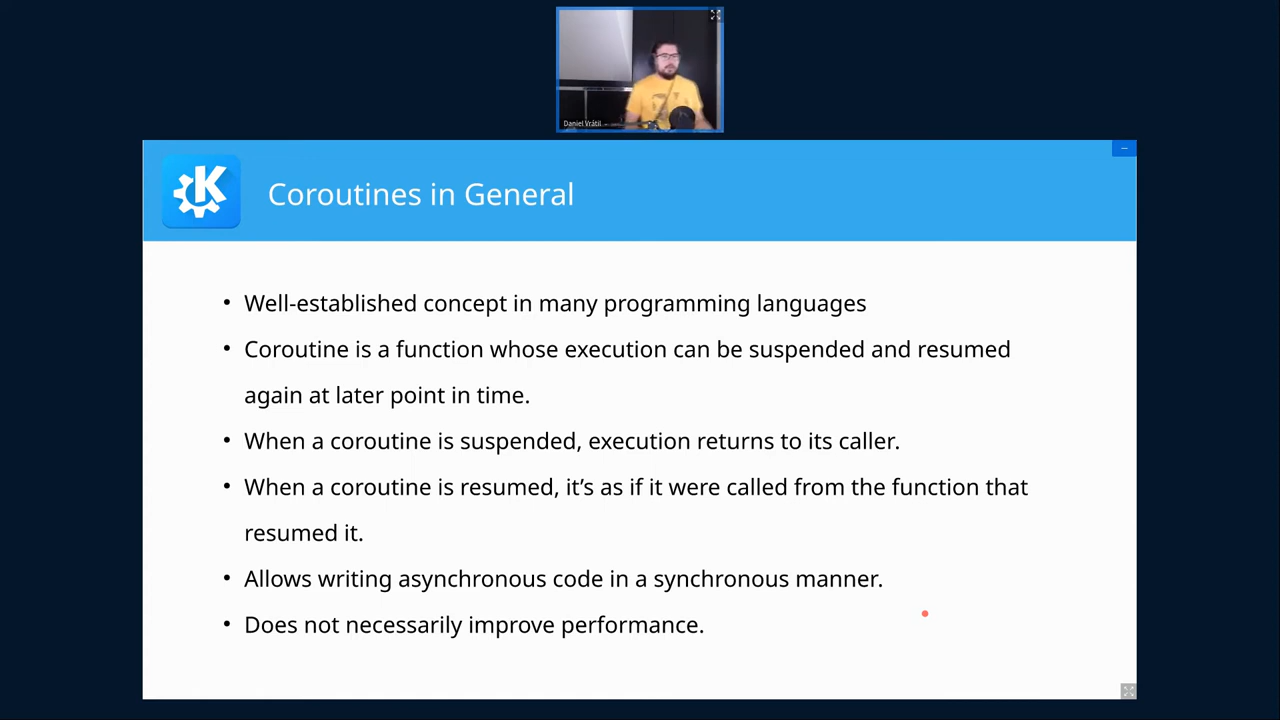 Daniel Vrátil
Coroutines in General
• Well-established concept in many programming languages
• Coroutine is a function whose execution can be suspended and resumed
again at later point in time.
• When a coroutine is suspended, execution returns to its caller.
• When a coroutine is resumed, it’s as if it were called from the function that
resumed it.
• Allows writing asynchronous code in a synchronous manner.
• Does not necessarily improve performance.